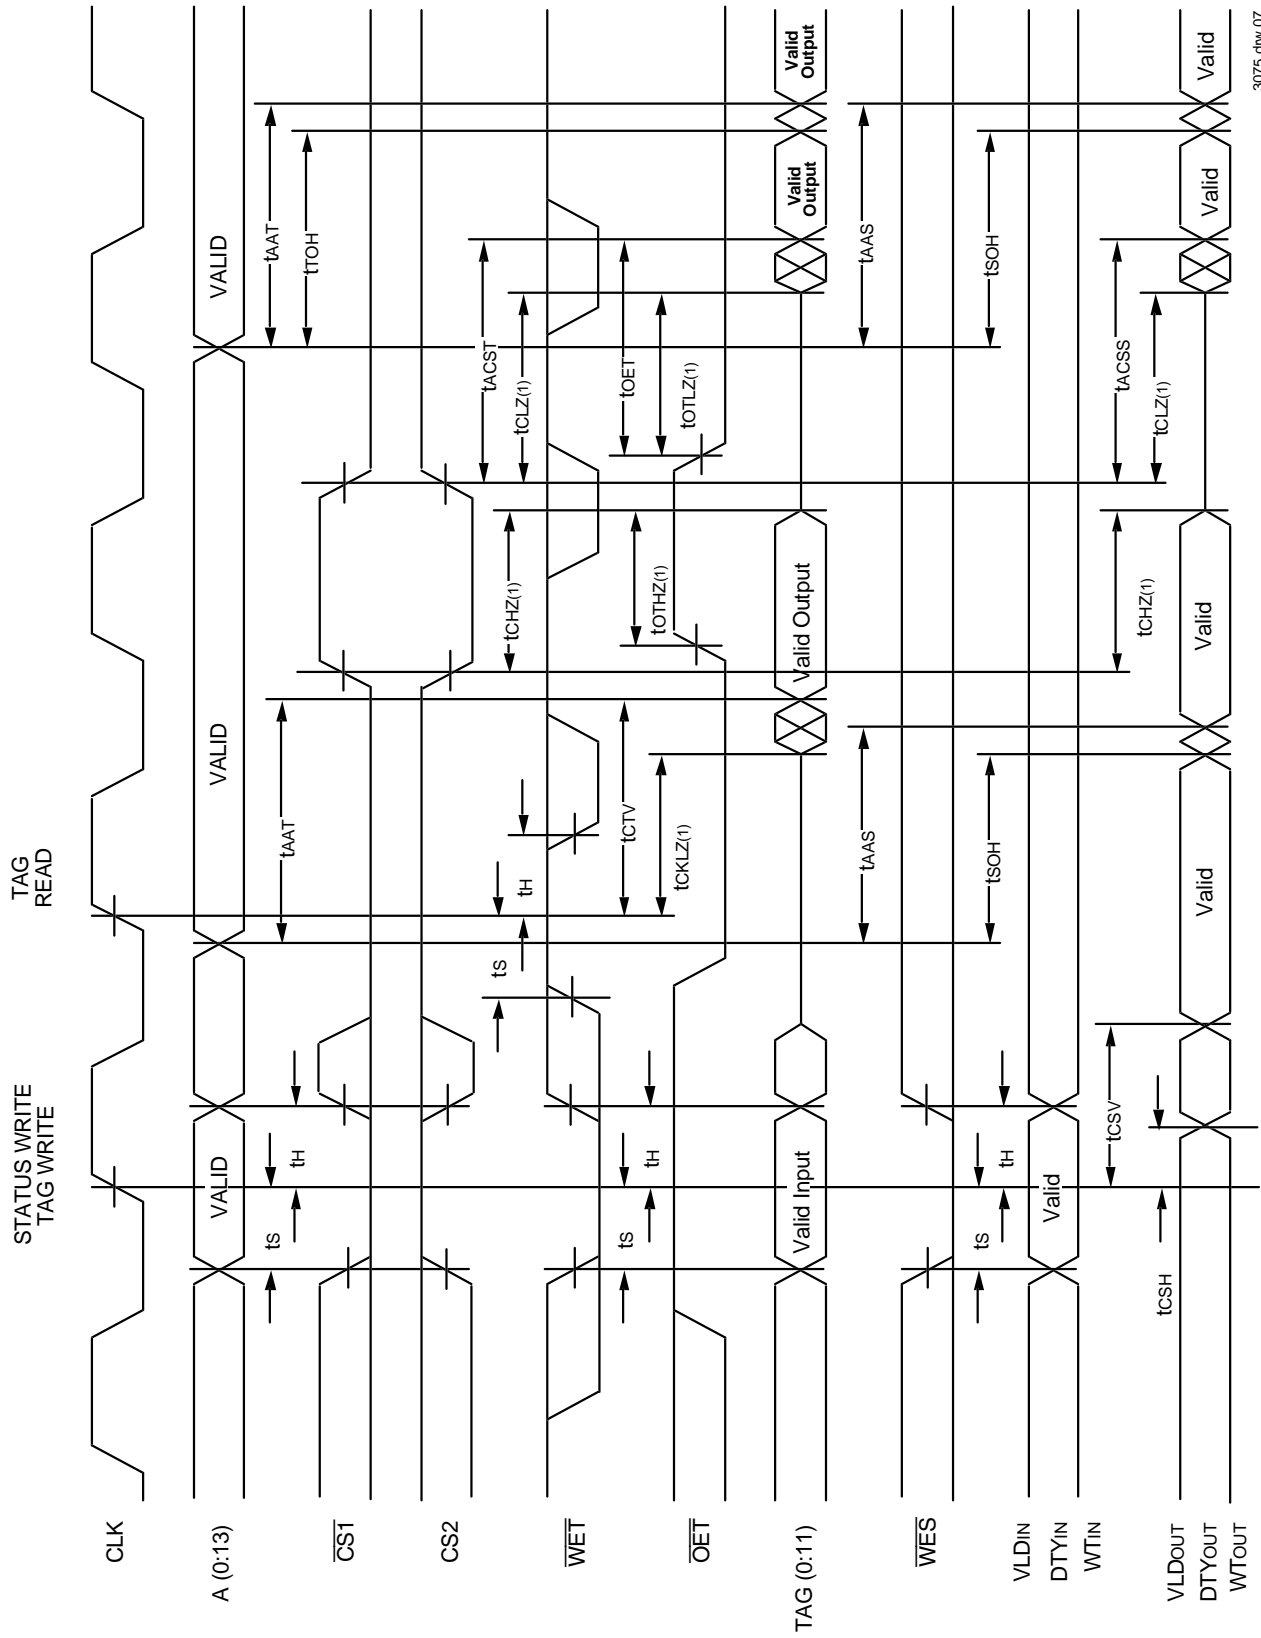 STATUS WRITE
TAG WRITE
TAG
READ
CLK
A (0:13)
VALID
VALID
VALID
tS
tH
tAAT
tAAT
tTOH
CS1
CS2
tACST
tCLZ(1)
tCHZ(1)
WET
tS
tH
tS
tH
tCTV
tCKLZ(1)
tOET
tOTLZ(1)
tOTHZ(1)
OET
TAG (0:11)
Valid Input
Valid Output
Valid
Output
Valid
Output
tAAS
tAAS
WES
tS
tH
tSOH
tSOH
VLDIN
DTYIN
WTIN
Valid
tCSV
tCSH
tCHZ(1)
tACSS
tCLZ(1)
VLDOUT
DTYOUT
WTOUT
Valid
Valid
Valid
Valid
3075 drw 07